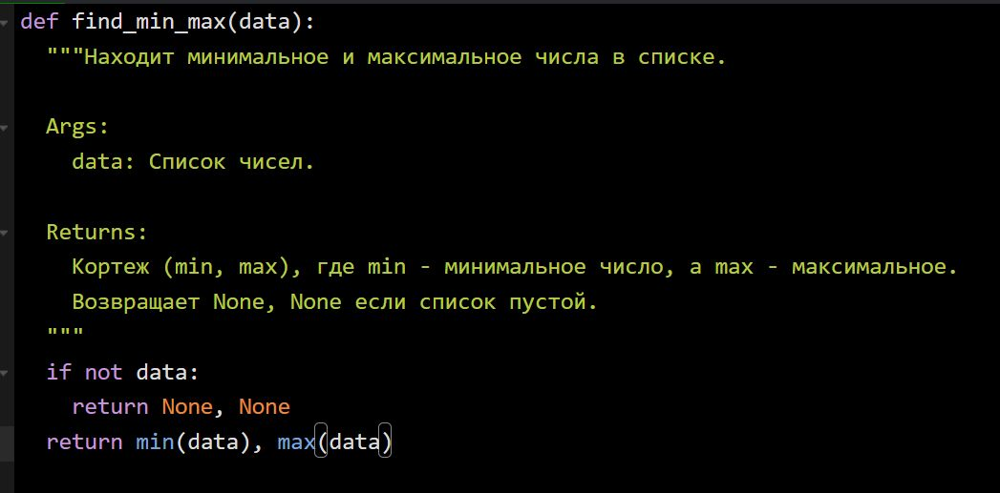 def find_min_max(data):
"""Находит минимальное и максимальное числа в списке.
Args:
data: Список чисел.
Returns:
Кортеж (min, max), где min - минимальное число, а max - максимальное.
Возвращает None, None если список пустой.
"""
if not data:
return None, None
return min(data), max(data)